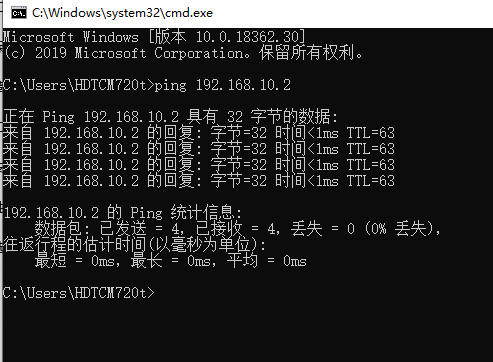 C:\Windows\system32\cmd.exe
Microsoft Windows [版本 10.0.18362.30]
(c) 2019 Microsoft Corporation。保留所有权利。
C:\Users\HDTCM720t>ping 192.168.10.2
正在 Ping 192.168.10.2 具有 32 字节的数据:
来自 192.168.10.2 的回复: 字节=32 时间<1ms TTL=63
来自 192.168.10.2 的回复: 字节=32 时间<1ms TTL=63
来自 192.168.10.2 的回复: 字节=32 时间<1ms TTL=63
来自 192.168.10.2 的回复: 字节=32 时间<1ms TTL=63
192.168.10.2 的 Ping 统计信息:
数据包: 已发送 = 4，已接收 = 4，丢失 = 0 (0% 丢失)，
往返行程的估计时间(以毫秒为单位):
最短 = 0ms，最长 = 0ms，平均 = 0ms
C:\Users\HDTCM720t>